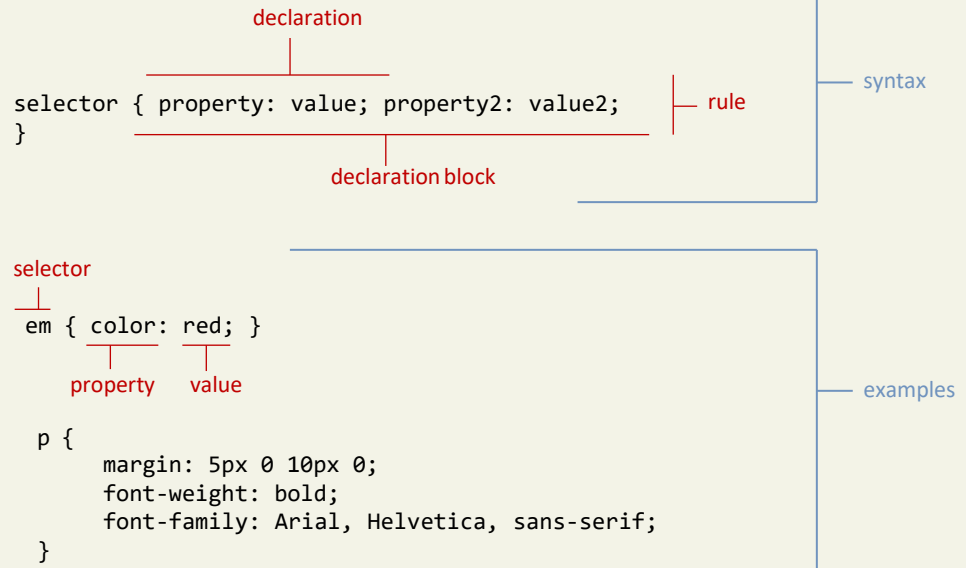 declaration
syntax
selector { property: value; property2: value2;
rule
}
declaration block
selector
em { color: red; }
property value
examples
p {
margin: 5px 0 10px 0;
font-weight: bold;
font-family: Arial, Helvetica, sans-serif;
}